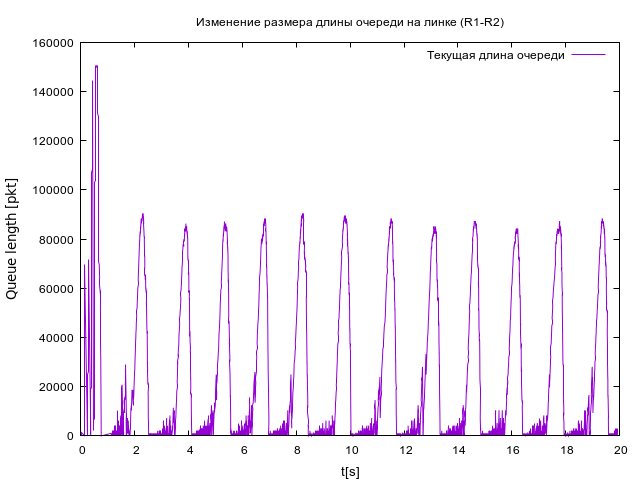 Изменение размера длины очереди на линке (R1-R2)
Текущая длина очереди
Queue length [pkt]
160000
140000
120000
100000
80000
60000
40000
20000
0
0 2 4 6 8 10 12 14 16 18 20
t[s]